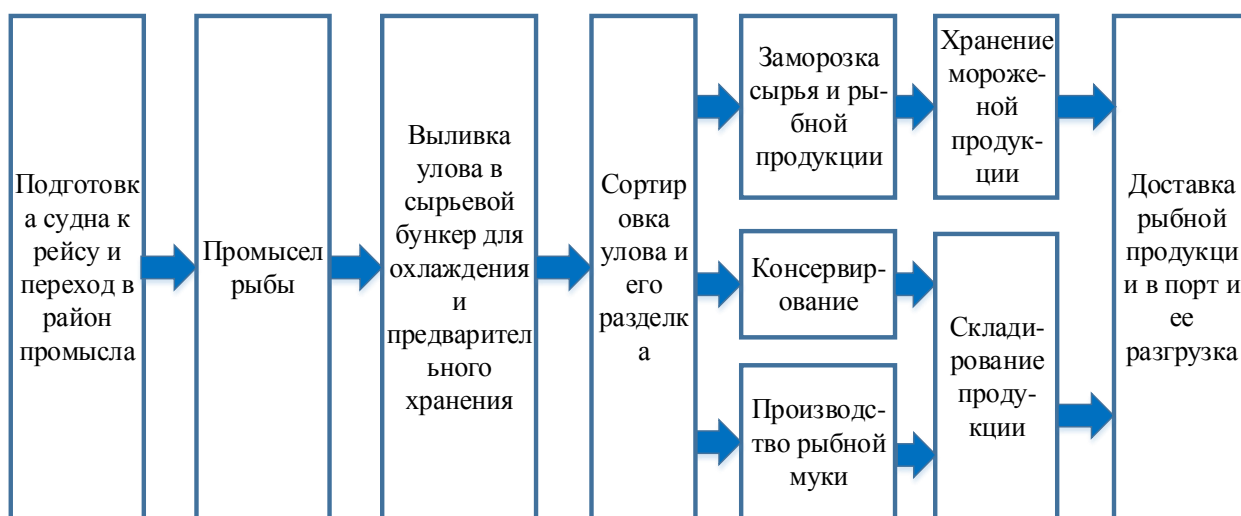 Подготовк
а судна к
рейсу и
переход в
район
промысла
Промысел
рыбы
Выливка
улова в
сырьевой
бункер для
охлаждения
и
предварител
ьного
хранения
Сортир
овка
улова и
его
разделк
а
Заморозка
сырья и ры-
бной
продукции
Хранение
мороже-
ной
продук-
ции
Консервир-
ование
Производс-
тво рыбной
муки
Склади-
рование
проду-
кции
Доставка
рыбной
продукци
и в порт и
ее
разгрузка